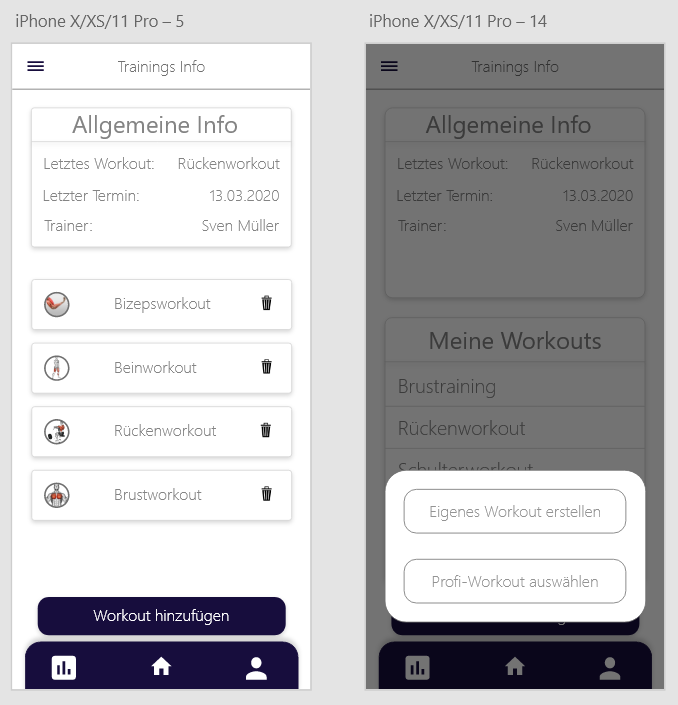 iPhone X/XS/11 Pro – 5
Trainings Info
Allgemeine Info
Letztes Workout: Rückenworkout
Letzter Termin: 13.03.2020
Trainer: Sven Müller
Bizepsworkout
Beinworkout
Rückenworkout
Brustworkout
Workout hinzufügen
iPhone X/XS/11 Pro – 14
Trainings Info
Allgemeine Info
Letztes Workout: Rückenworkout
Letzter Termin: 13.03.2020
Trainer: Sven Müller
Meine Workouts
Brustraining
Rückenworkout
Schulterworkout
Eigenes Workout erstellen
Profi-Workout auswählen